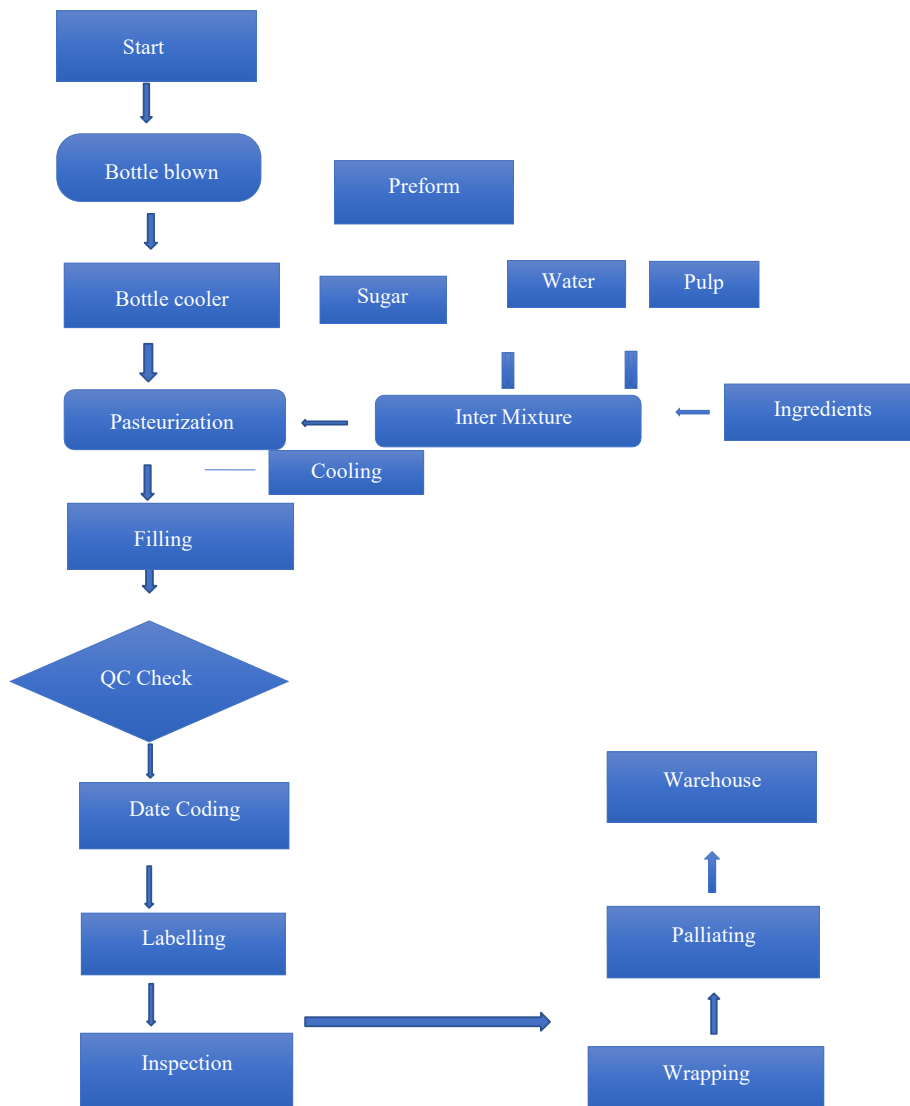 Start
Bottle blown
Preform
Bottle cooler
Sugar
Water
Pulp
Pasteurization
Inter Mixture
Ingredients
Cooling
Filling
QC Check
Date Coding
Warehouse
Labelling
Palliating
Inspection
Wrapping